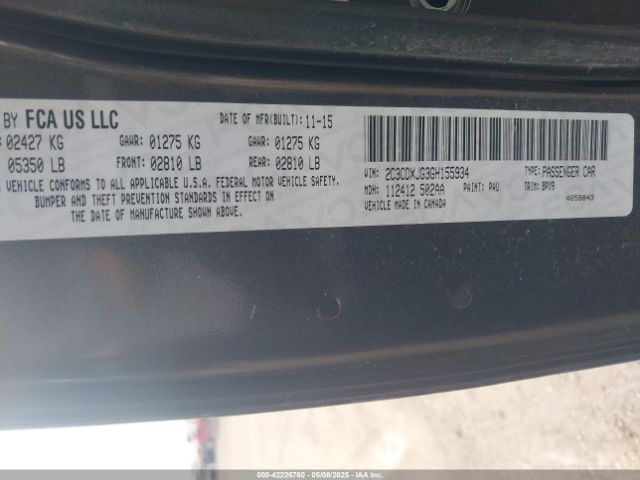 BY FCA US LLC
DATE OF MFR(BUILT): 11-15
02427 KG GAWR: 01275 KG GAWR: 01275 KG
05350 LB FRONT: 02810 LB REAR: 02810 LB
VEHICLE CONFORMS TO ALL APPLICABLE U.S.A. FEDERAL MOTOR VEHICLE SAFETY,
BUMPER AND THEFT PREVENTION STANDARDS IN EFFECT ON
THE DATE OF MANUFACTURE SHOWN ABOVE.
VIN: 2C3CDXJG3GH155934 TYPE: PASSENGER CAR
MDH: 112412 502AA PAINT: PAU TRIM: BPX9
VEHICLE MADE IN CANADA 4658843
000-42226760 - 05/08/2025 - IAA Inc.